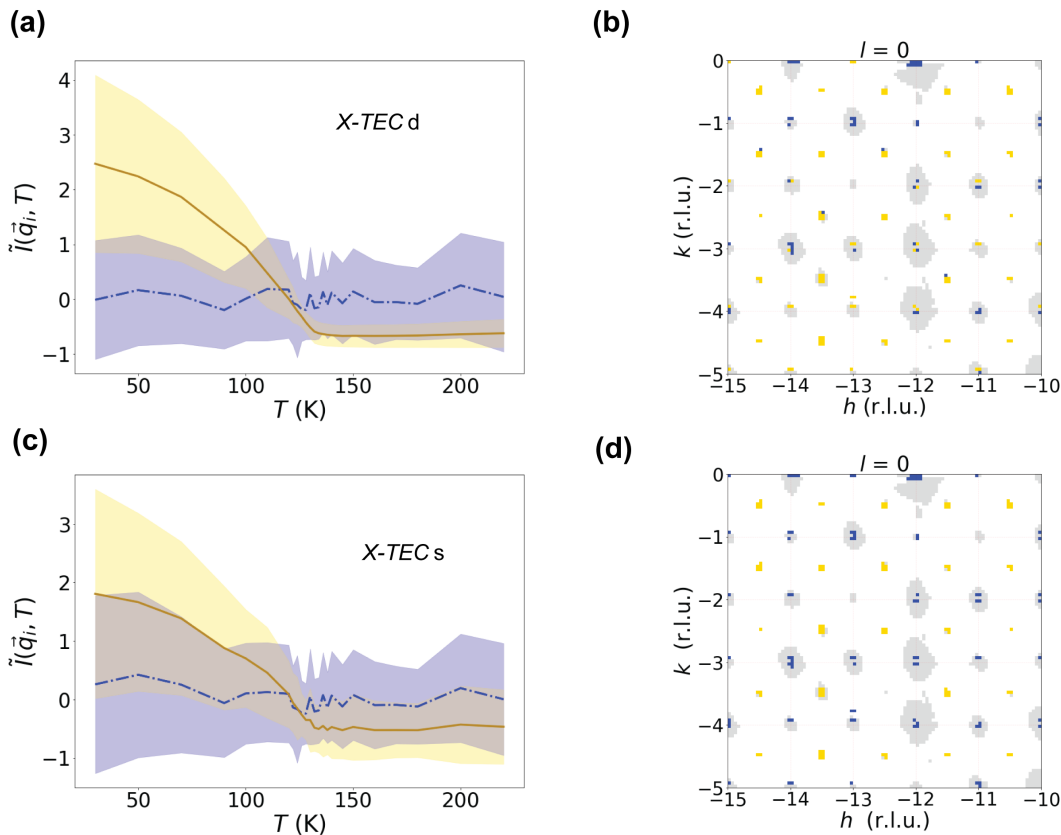 (a)
4
3
2
1
0
−1
Ĩ(q⃗ᵢ, T)
X-TEC d
50
100
150
200
T (K)
(b)
l = 0
0
−1
−2
−3
−4
−5
k (r.l.u.)
−15
−14
−13
−12
−11
−10
h (r.l.u.)
(c)
3
2
1
0
−1
Ĩ(q⃗ᵢ, T)
X-TEC s
50
100
150
200
T (K)
(d)
l = 0
0
−1
−2
−3
−4
−5
k (r.l.u.)
−15
−14
−13
−12
−11
−10
h (r.l.u.)